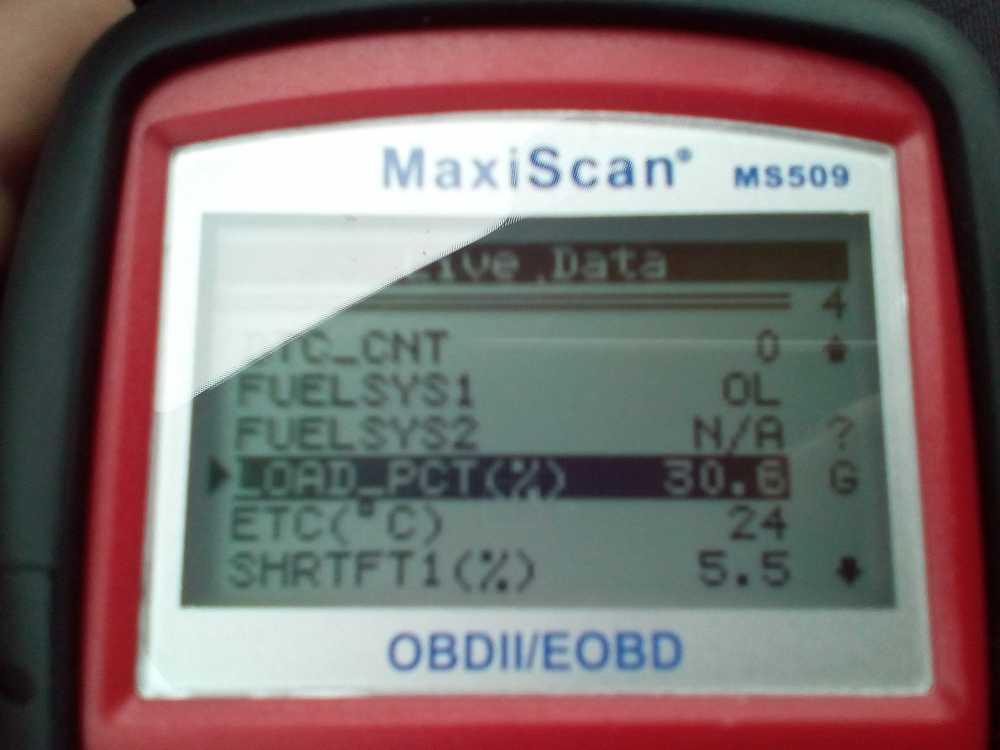 MaxiScan® MS509
Live Data
4
DTC_CNT 0
FUELSYS1 OL
FUELSYS2 N/A ?
LOAD_PCT(%) 30.6 G
ETC(°C) 24
SHRTFT1(%) 5.5
OBDII/EOBD